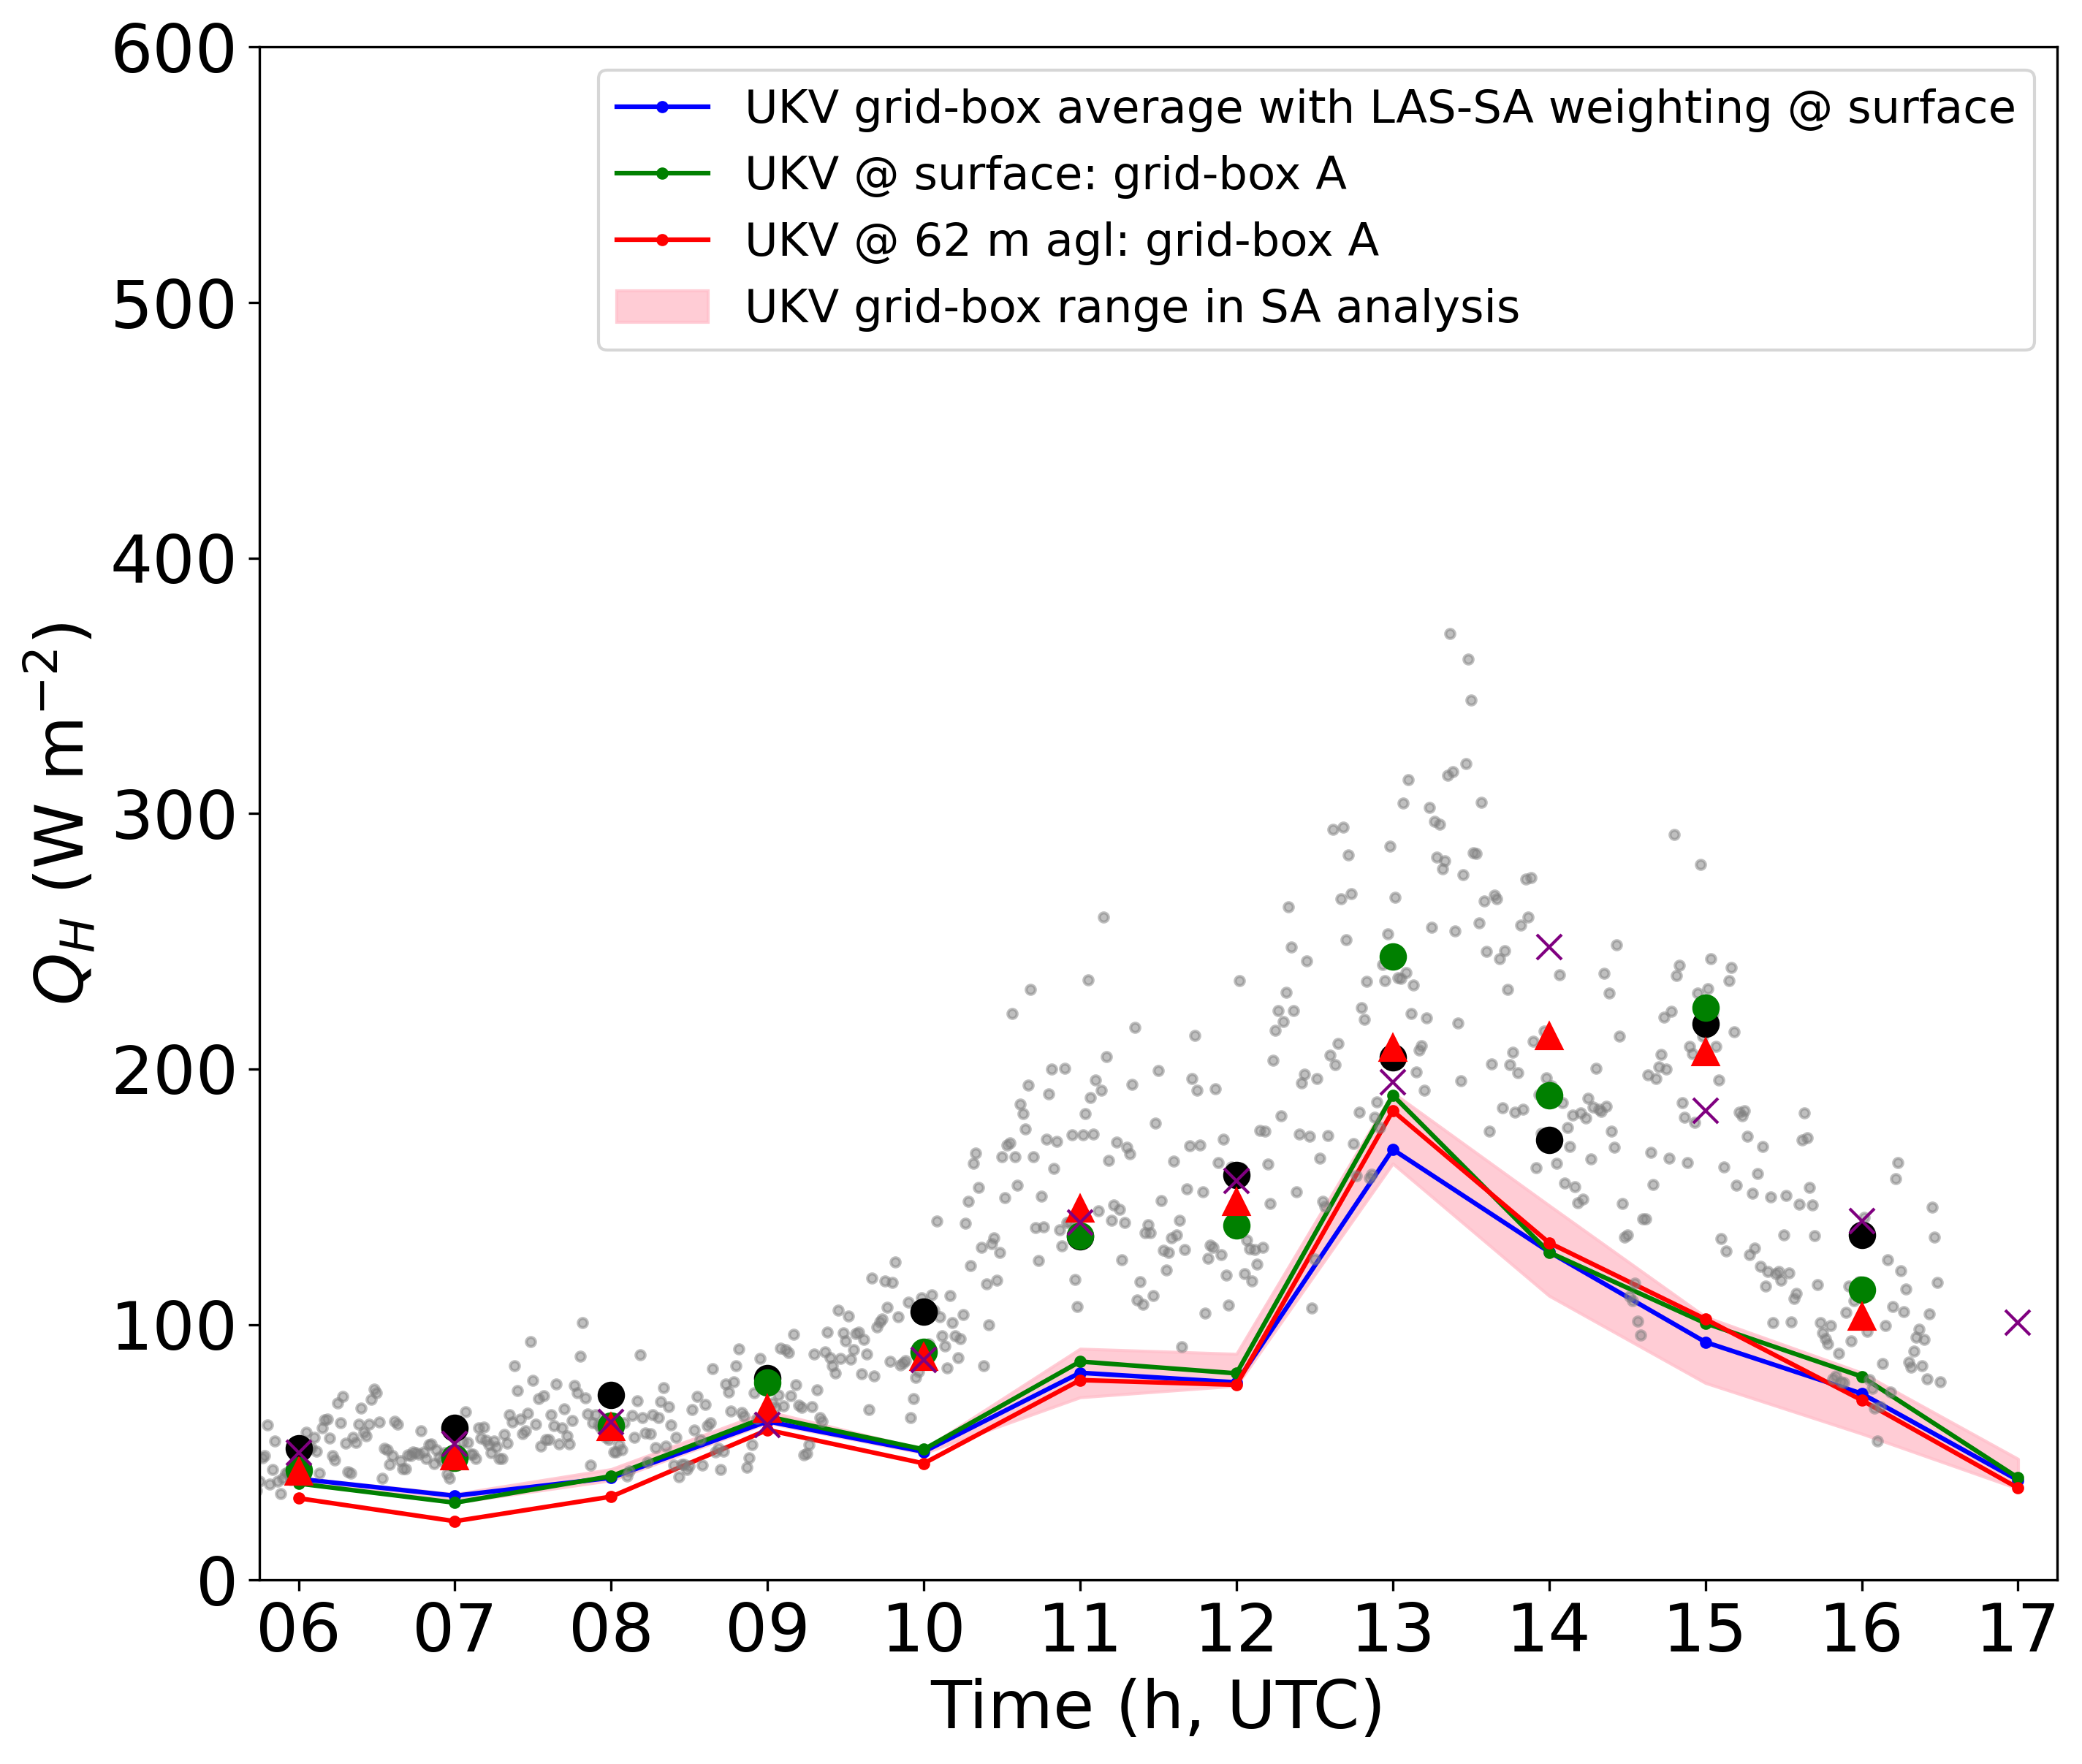 600
500
400
300
200
100
0
Q_H (W m⁻²)
UKV grid-box average with LAS-SA weighting @ surface
UKV @ surface: grid-box A
UKV @ 62 m agl: grid-box A
UKV grid-box range in SA analysis
06 07 08 09 10 11 12 13 14 15 16 17
Time (h, UTC)